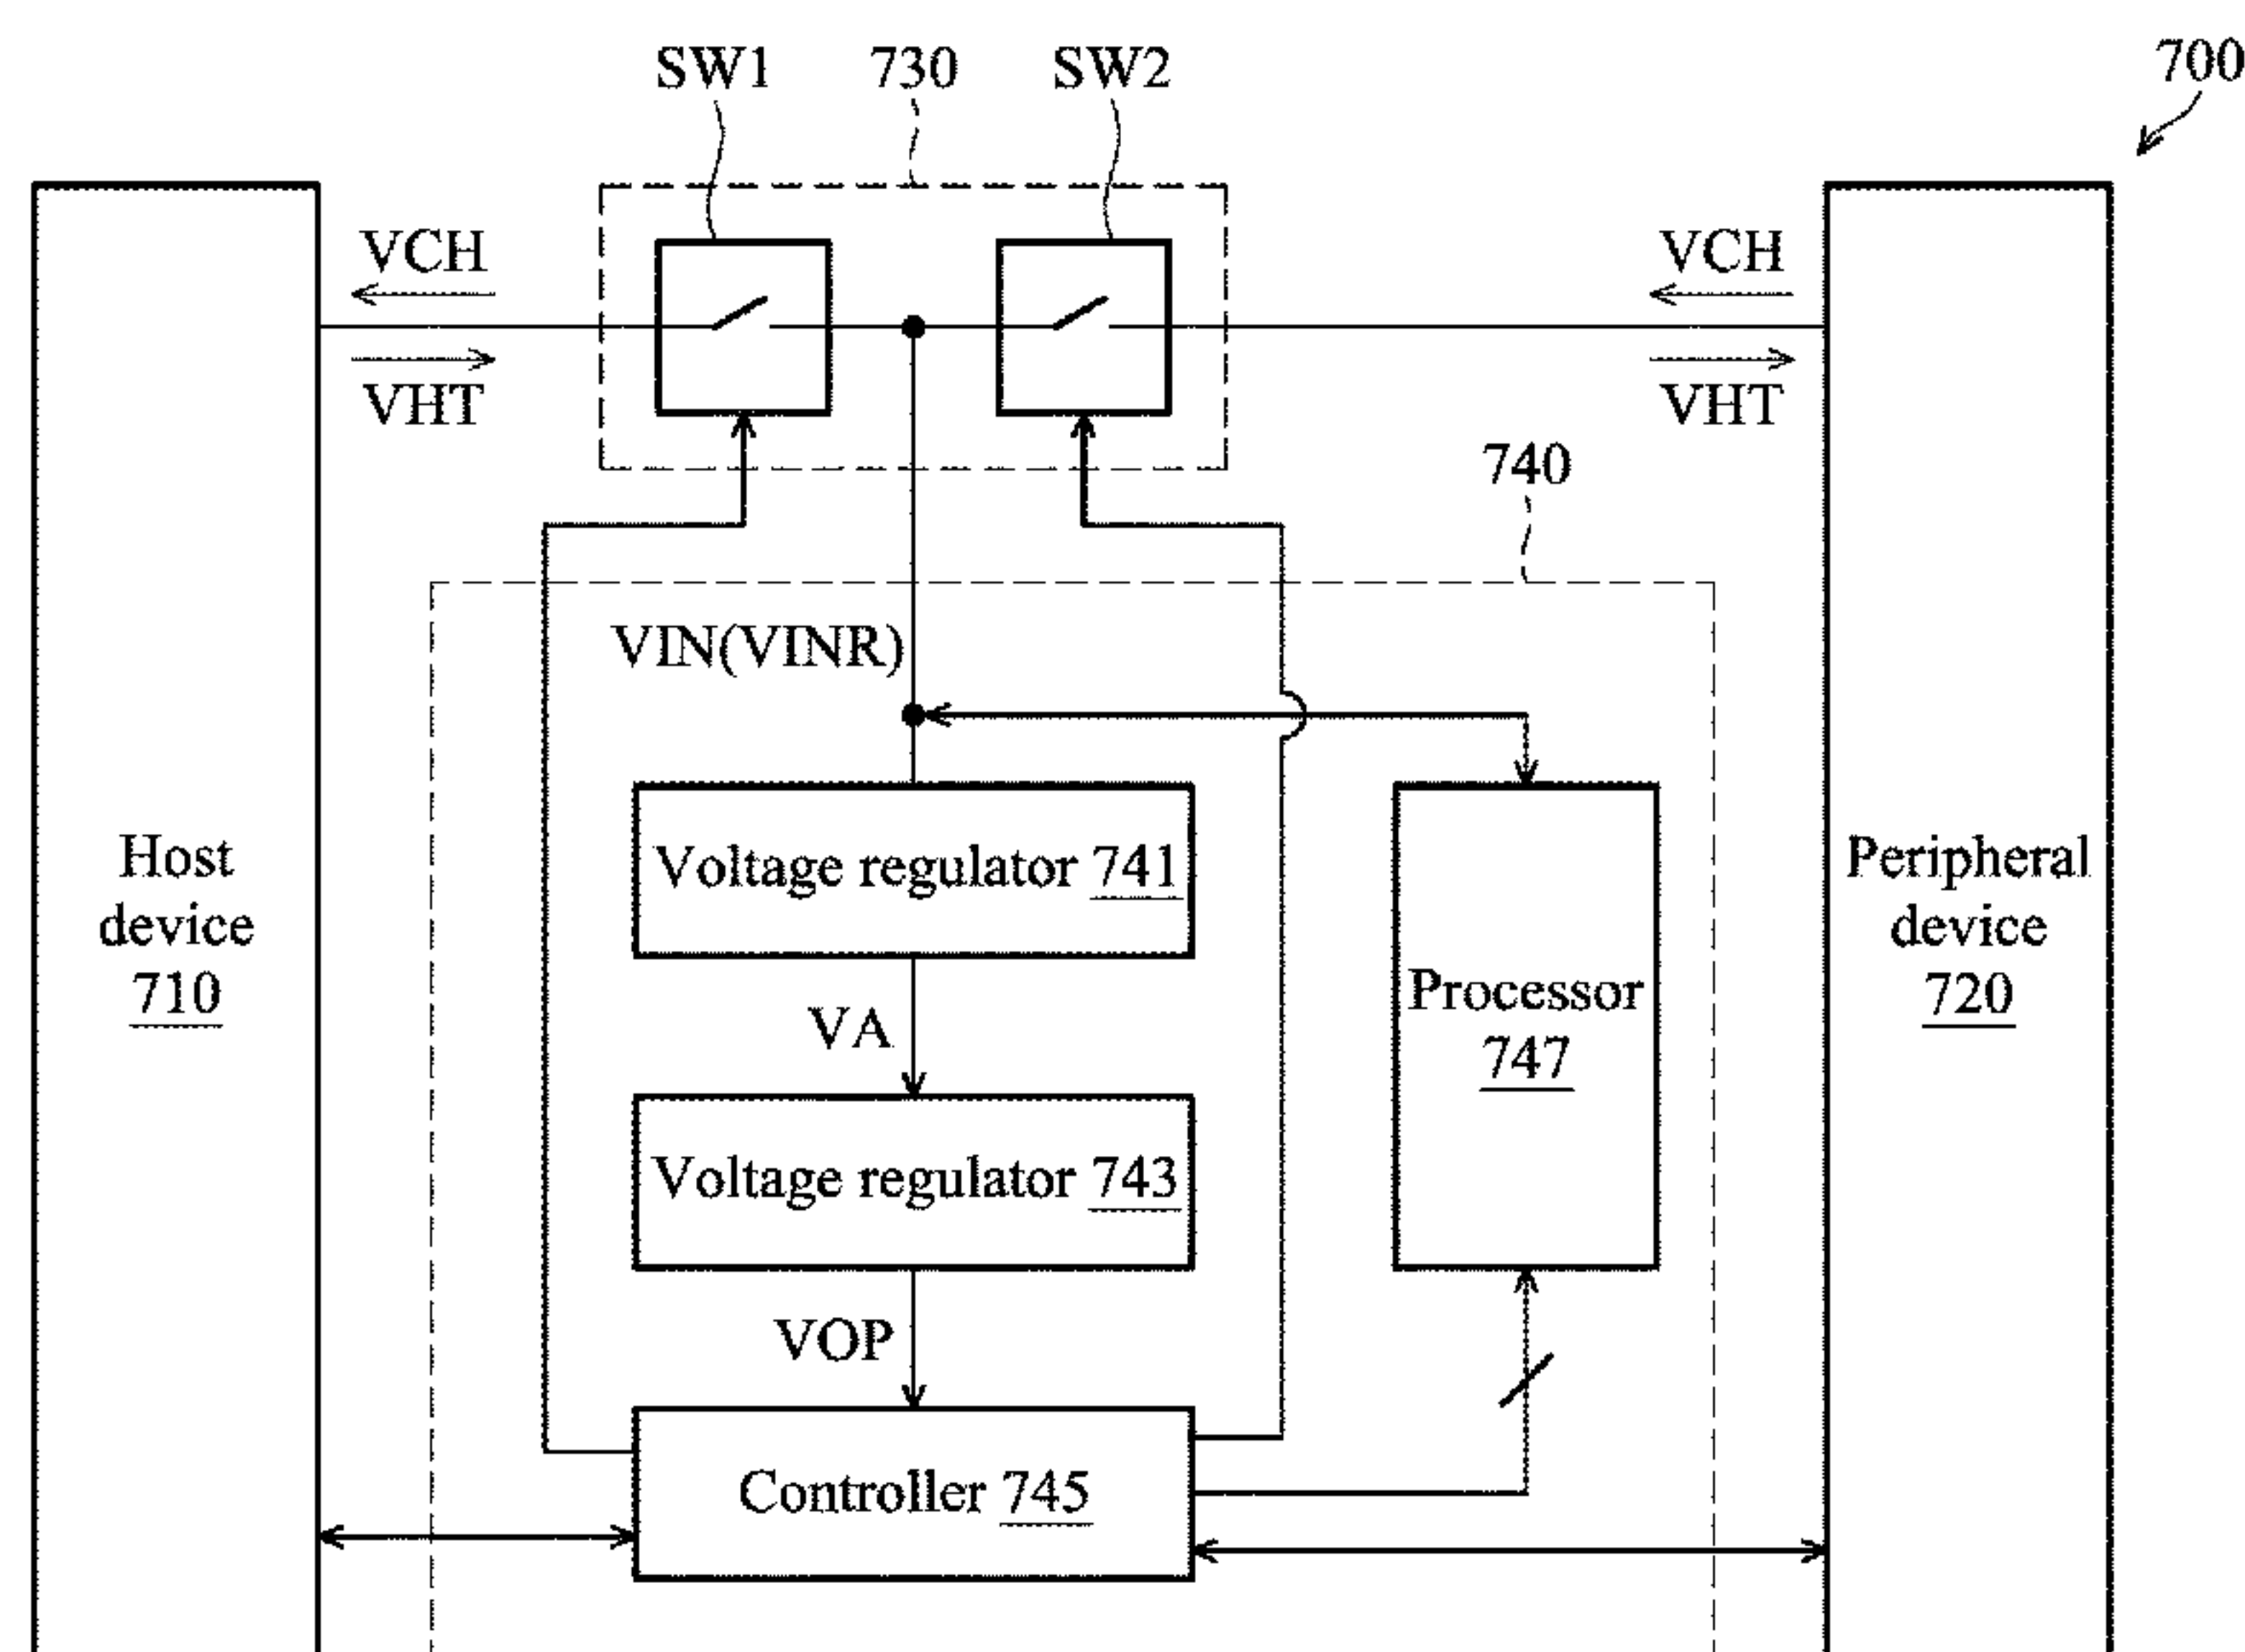 SW1
730
SW2
700
VCH
VCH
VHT
VHT
740
VIN(VINR)
Host
device
710
Voltage regulator 741
Peripheral
device
720
Processor
747
VA
Voltage regulator 743
VOP
Controller 745